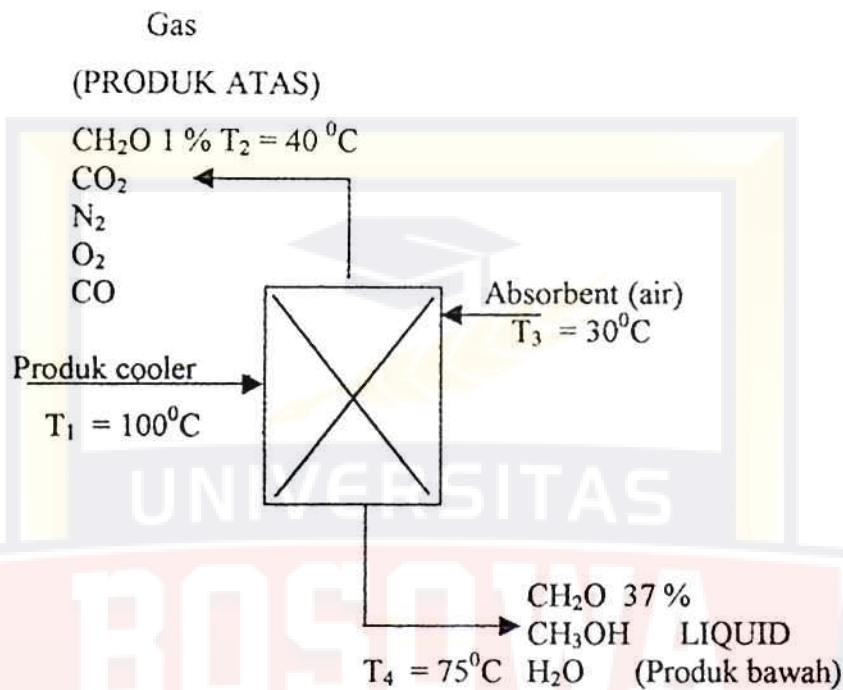 Gas
(PRODUK ATAS)
CH₂O 1 % T₂ = 40 ⁰C
CO₂
N₂
O₂
CO
Absorbent (air)
T₃ = 30⁰C
Produk cooler
T₁ = 100⁰C
UNIVERSITAS
BOSOWA
CH₂O 37 %
CH₃OH LIQUID
T₄ = 75⁰C H₂O (Produk bawah)